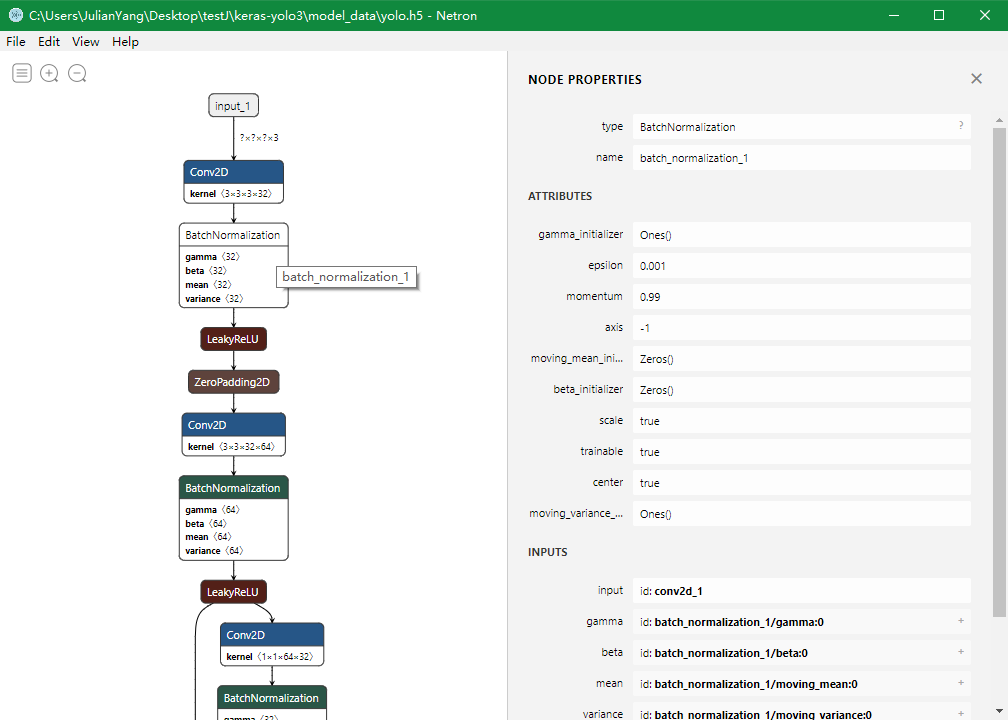 C:\Users\JulianYang\Desktop\testJ\keras-yolo3\model_data\yolo.h5 - Netron
File Edit View Help
input_1
?×?×?×3
Conv2D
kernel ⟨3×3×3×32⟩
BatchNormalization
gamma ⟨32⟩
beta ⟨32⟩
mean ⟨32⟩
variance ⟨32⟩
batch_normalization_1
LeakyReLU
ZeroPadding2D
Conv2D
kernel ⟨3×3×32×64⟩
BatchNormalization
gamma ⟨64⟩
beta ⟨64⟩
mean ⟨64⟩
variance ⟨64⟩
LeakyReLU
Conv2D
kernel ⟨1×1×64×32⟩
BatchNormalization
gamma ⟨32⟩
NODE PROPERTIES
type BatchNormalization ?
name batch_normalization_1
ATTRIBUTES
gamma_initializer Ones()
epsilon 0.001
momentum 0.99
axis -1
moving_mean_ini... Zeros()
beta_initializer Zeros()
scale true
trainable true
center true
moving_variance_... Ones()
INPUTS
input id: conv2d_1
gamma id: batch_normalization_1/gamma:0 +
beta id: batch_normalization_1/beta:0 +
mean id: batch_normalization_1/moving_mean:0 +
variance id: batch_normalization_1/moving_variance:0 +